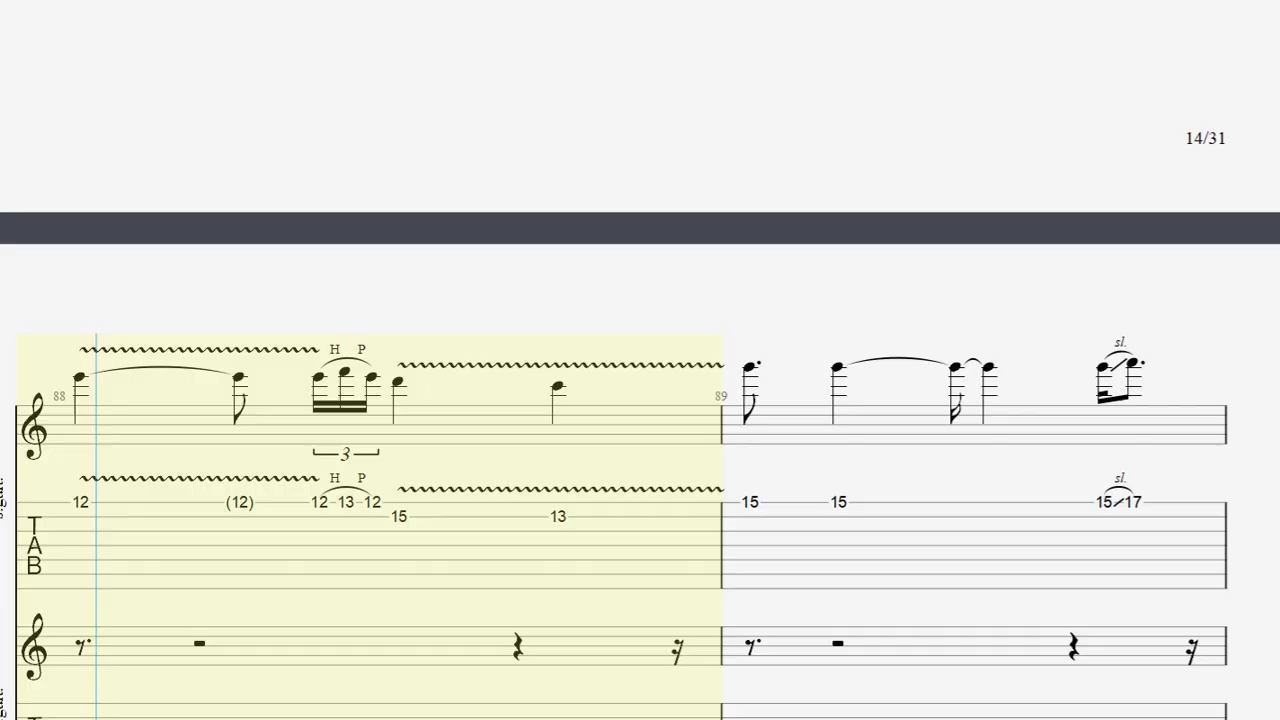 14/31
H P
sl.
88
89
3
H P
sl.
12 (12) 12 13 12 15 15 15 17
15 13
T
A
B